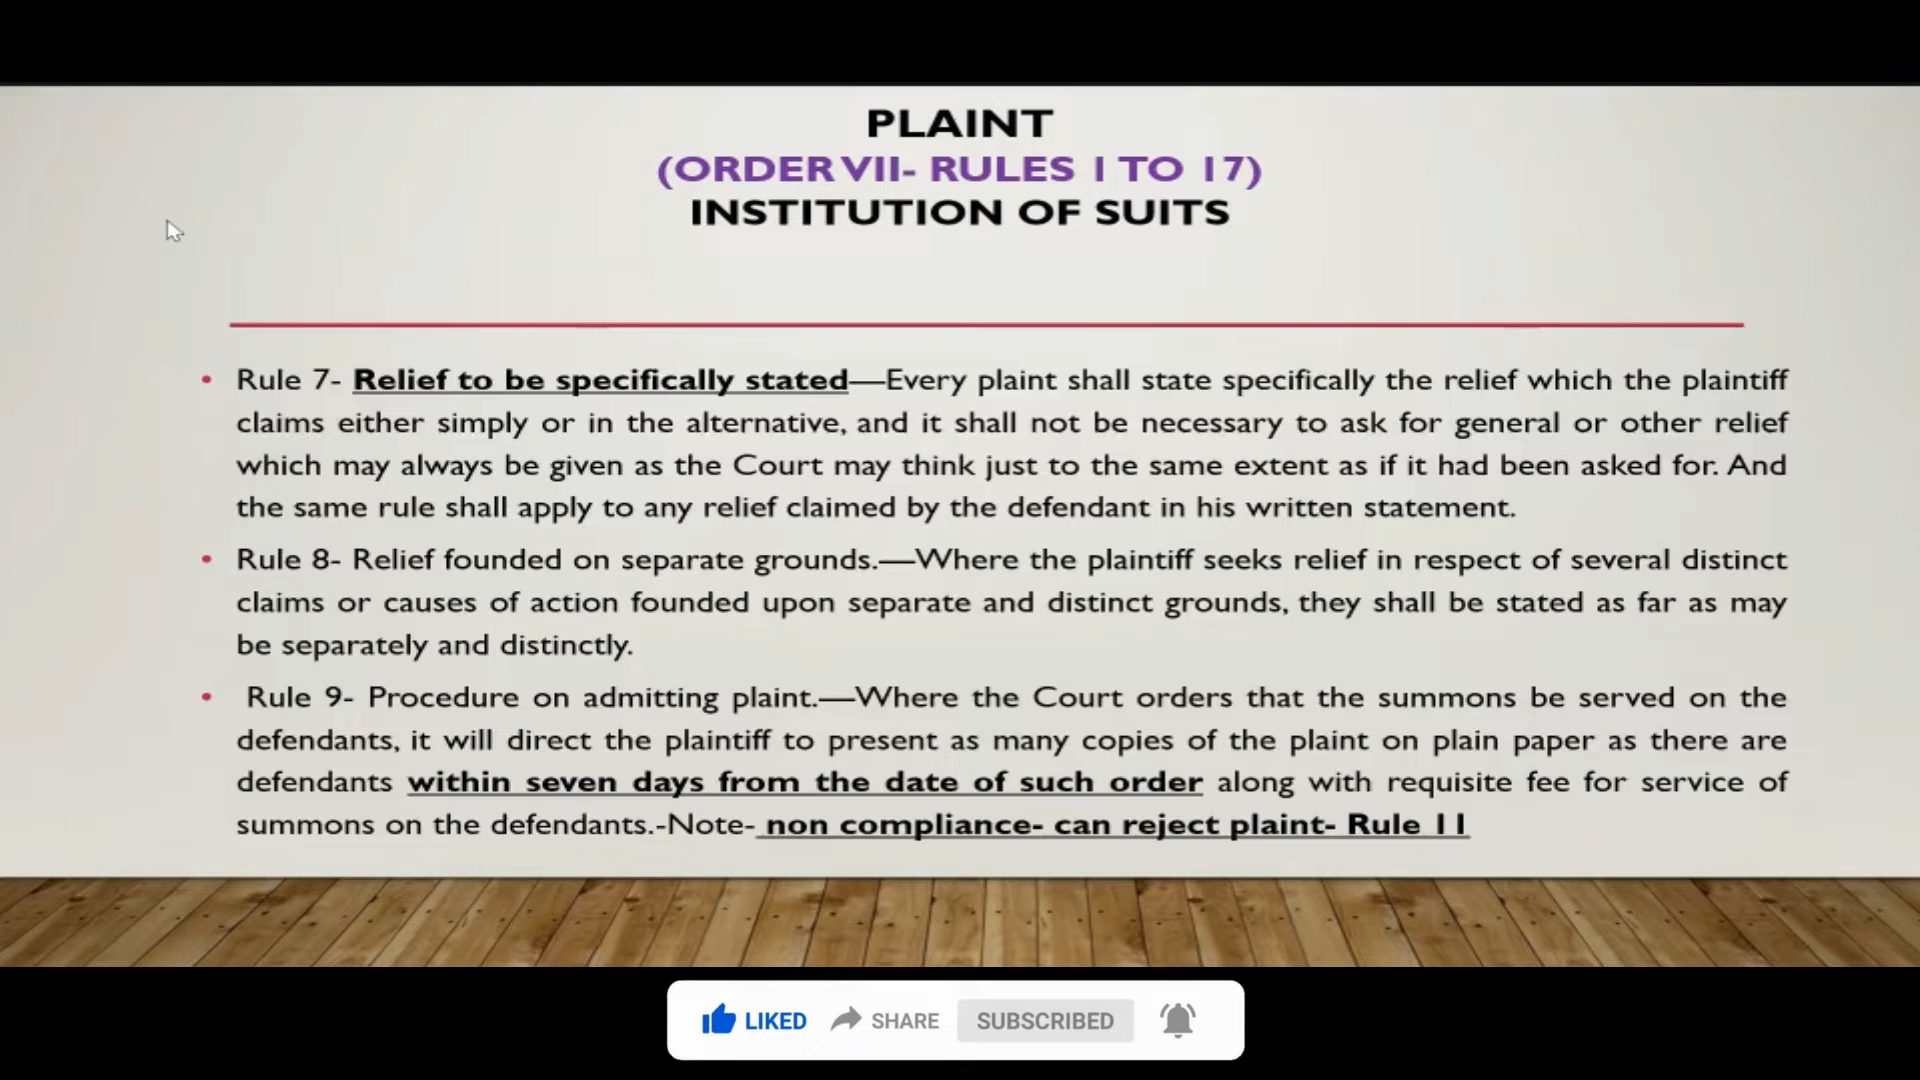 PLAINT
(ORDER VII- RULES 1 TO 17)
INSTITUTION OF SUITS
• Rule 7- Relief to be specifically stated—Every plaint shall state specifically the relief which the plaintiff
claims either simply or in the alternative, and it shall not be necessary to ask for general or other relief
which may always be given as the Court may think just to the same extent as if it had been asked for. And
the same rule shall apply to any relief claimed by the defendant in his written statement.
• Rule 8- Relief founded on separate grounds.—Where the plaintiff seeks relief in respect of several distinct
claims or causes of action founded upon separate and distinct grounds, they shall be stated as far as may
be separately and distinctly.
• Rule 9- Procedure on admitting plaint.—Where the Court orders that the summons be served on the
defendants, it will direct the plaintiff to present as many copies of the plaint on plain paper as there are
defendants within seven days from the date of such order along with requisite fee for service of
summons on the defendants.-Note- non compliance- can reject plaint- Rule 11
LIKED SHARE SUBSCRIBED